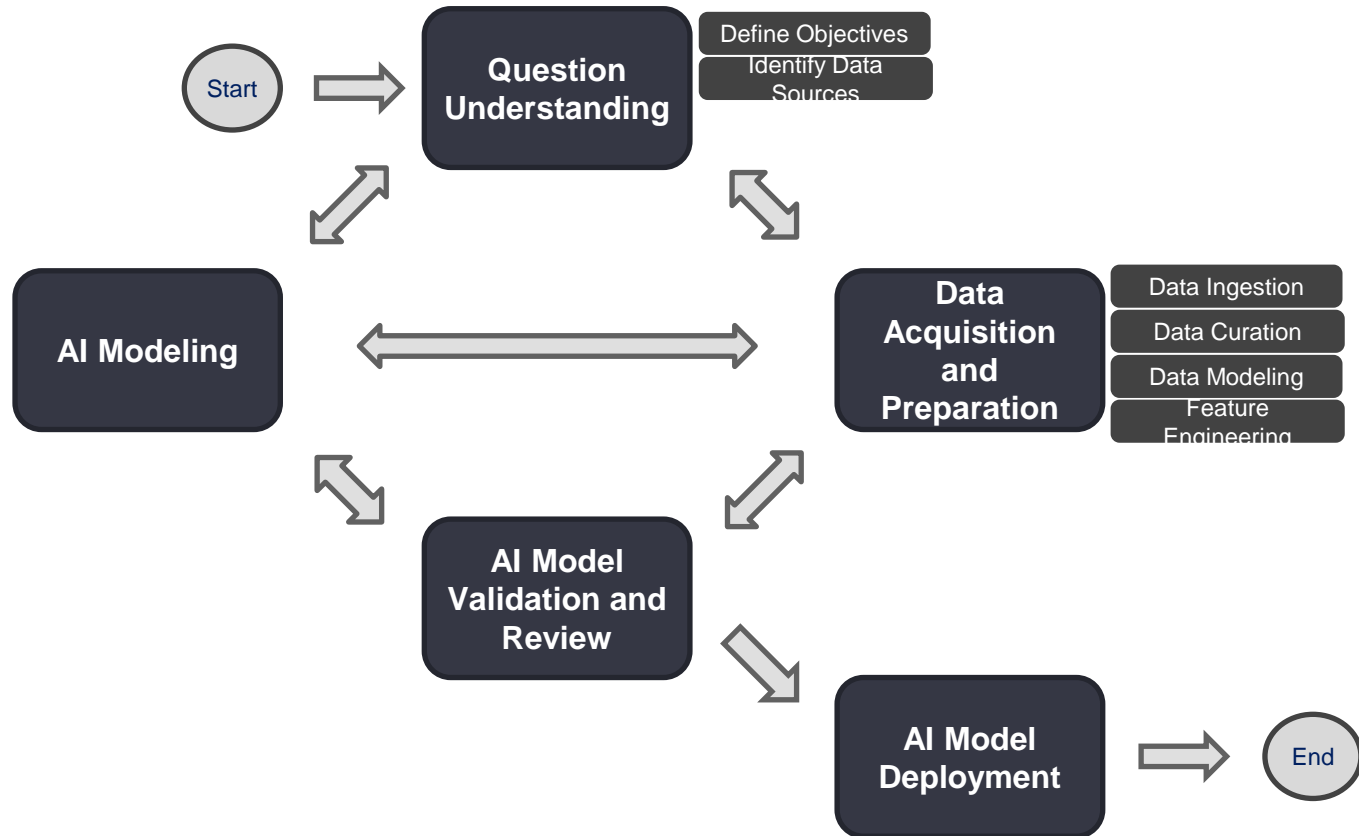 Start
Question
Understanding
Define Objectives
Identify Data
Sources
AI Modeling
Data
Acquisition
and
Preparation
Data Ingestion
Data Curation
Data Modeling
Feature
Engineering
AI Model
Validation and
Review
AI Model
Deployment
End